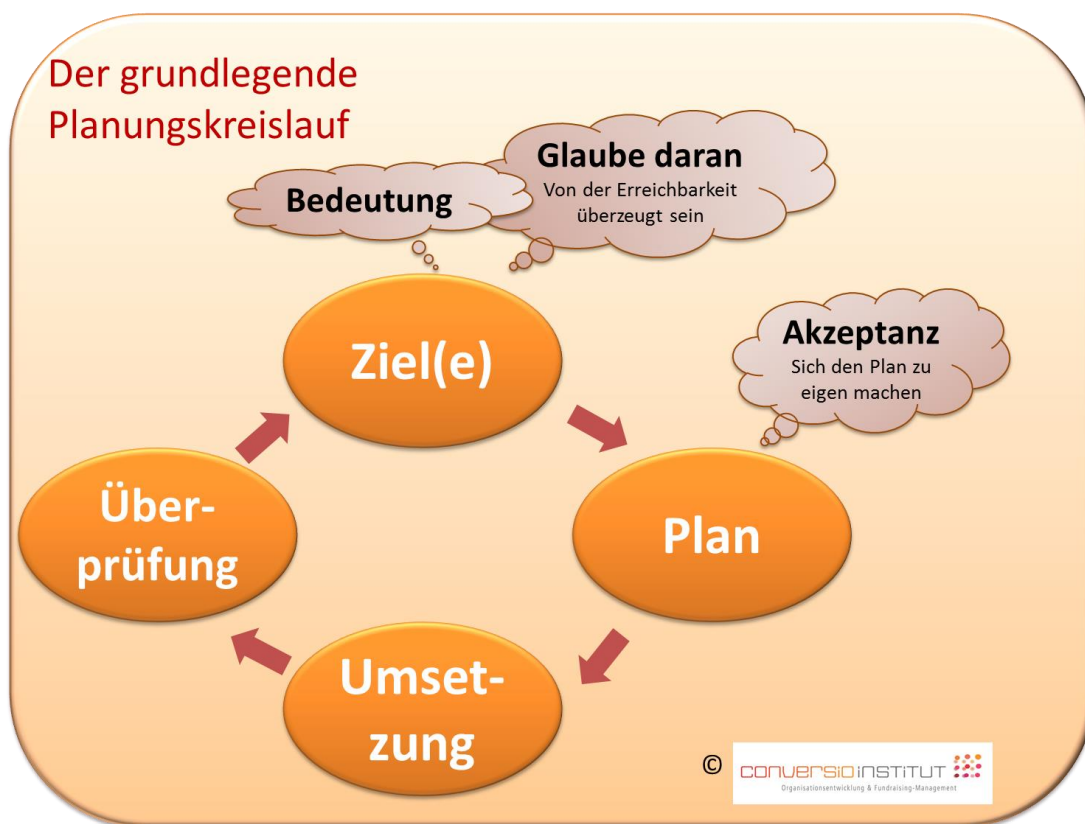 Der grundlegende
Planungskreislauf
Bedeutung
Glaube daran
Von der Erreichbarkeit
überzeugt sein
Ziel(e)
Akzeptanz
Sich den Plan zu
eigen machen
Plan
Umset-
zung
Über-
prüfung
©
conversio institut
Organisationsentwicklung & Fundraising-Management